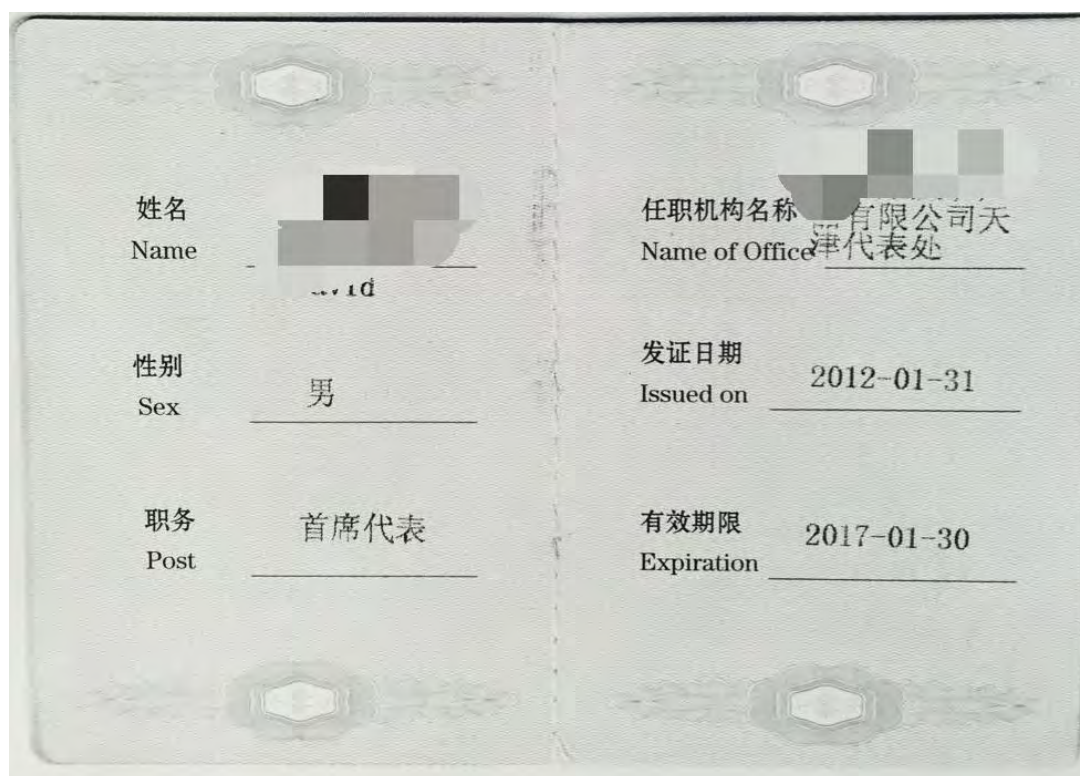 姓名
Name
性别
Sex
男
职务
Post
首席代表
任职机构名称
Name of Office
有限公司天
津代表处
发证日期
Issued on
2012-01-31
有效期限
Expiration
2017-01-30